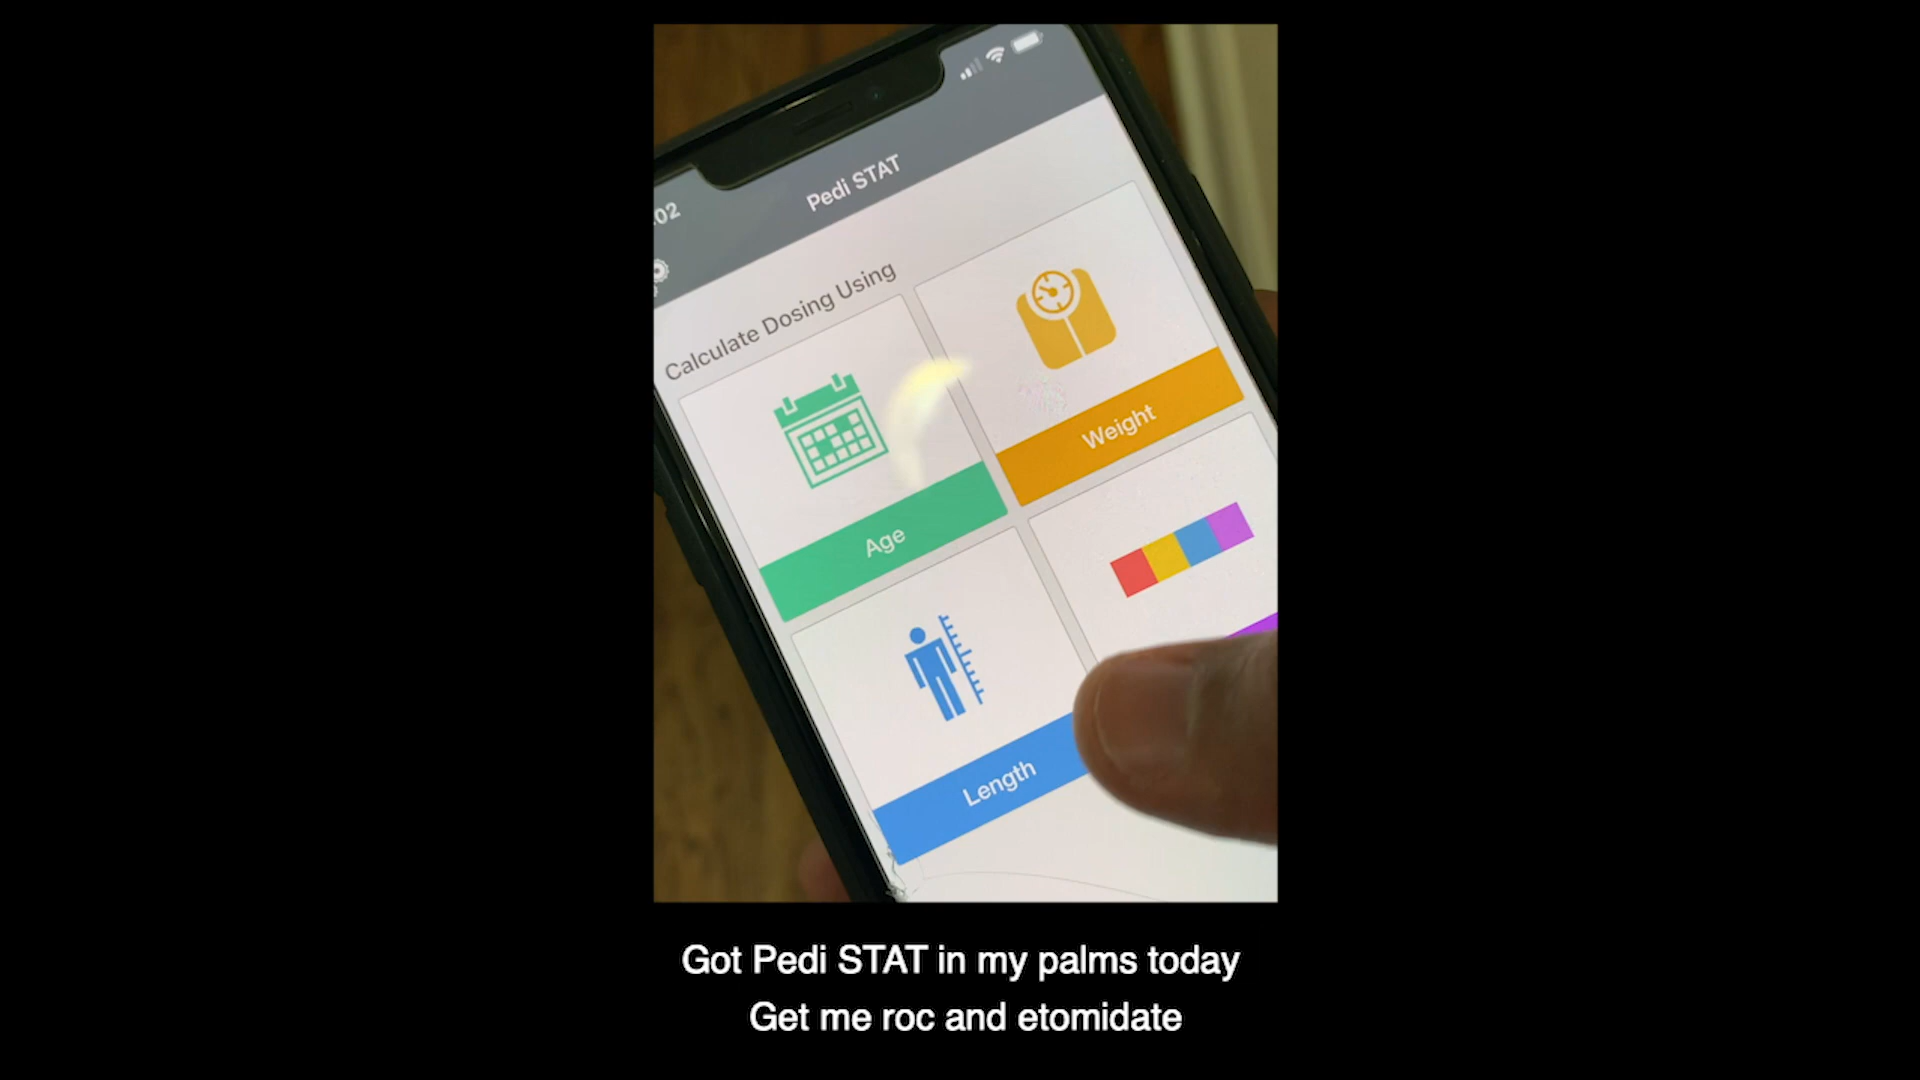 :02
Pedi STAT
Calculate Dosing Using
Age
Weight
Length
Got Pedi STAT in my palms today
Get me roc and etomidate